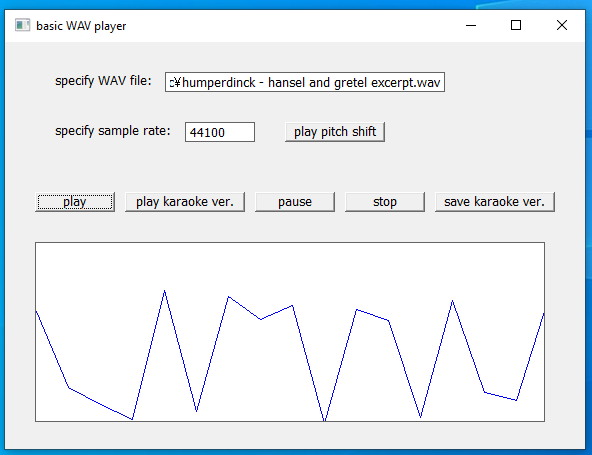 basic WAV player
specify WAV file: c¥humperdinck - hansel and gretel excerpt.wav
specify sample rate: 44100 play pitch shift
play play karaoke ver. pause stop save karaoke ver.